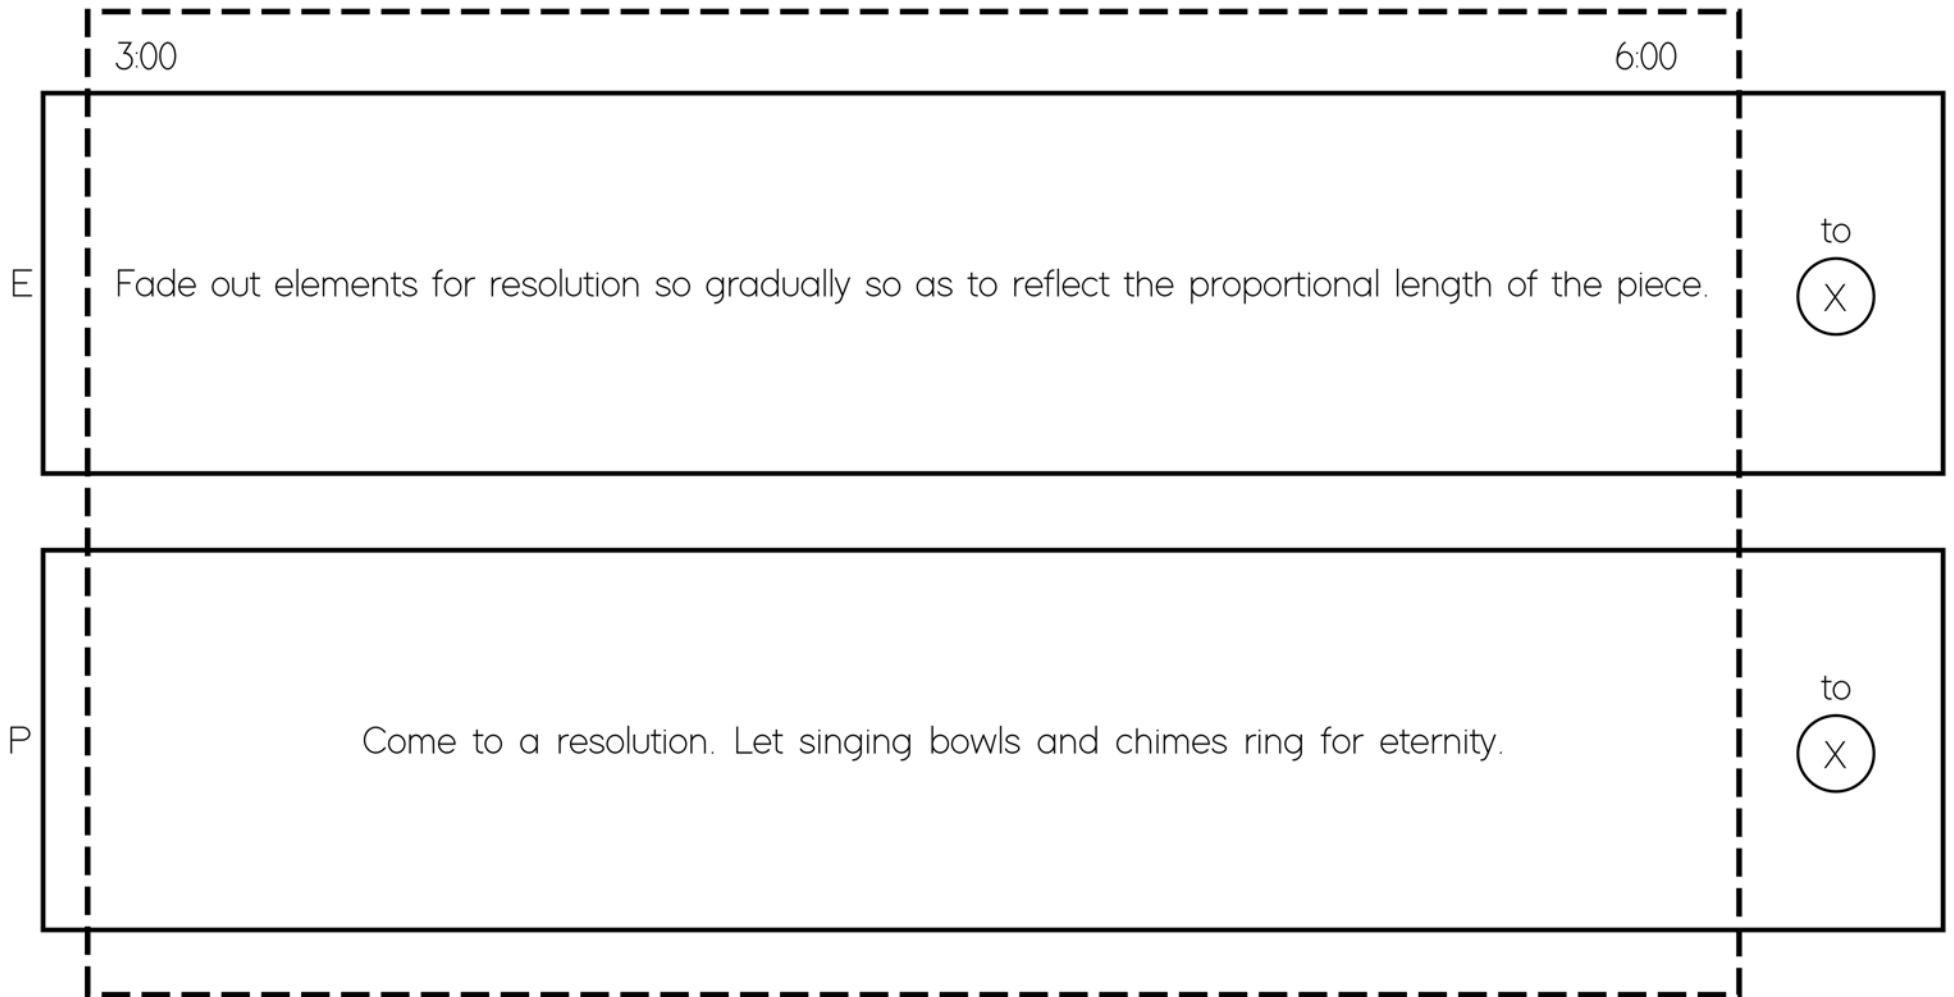 3:00 6:00
to
E Fade out elements for resolution so gradually so as to reflect the proportional length of the piece. X
to
P Come to a resolution. Let singing bowls and chimes ring for eternity. X